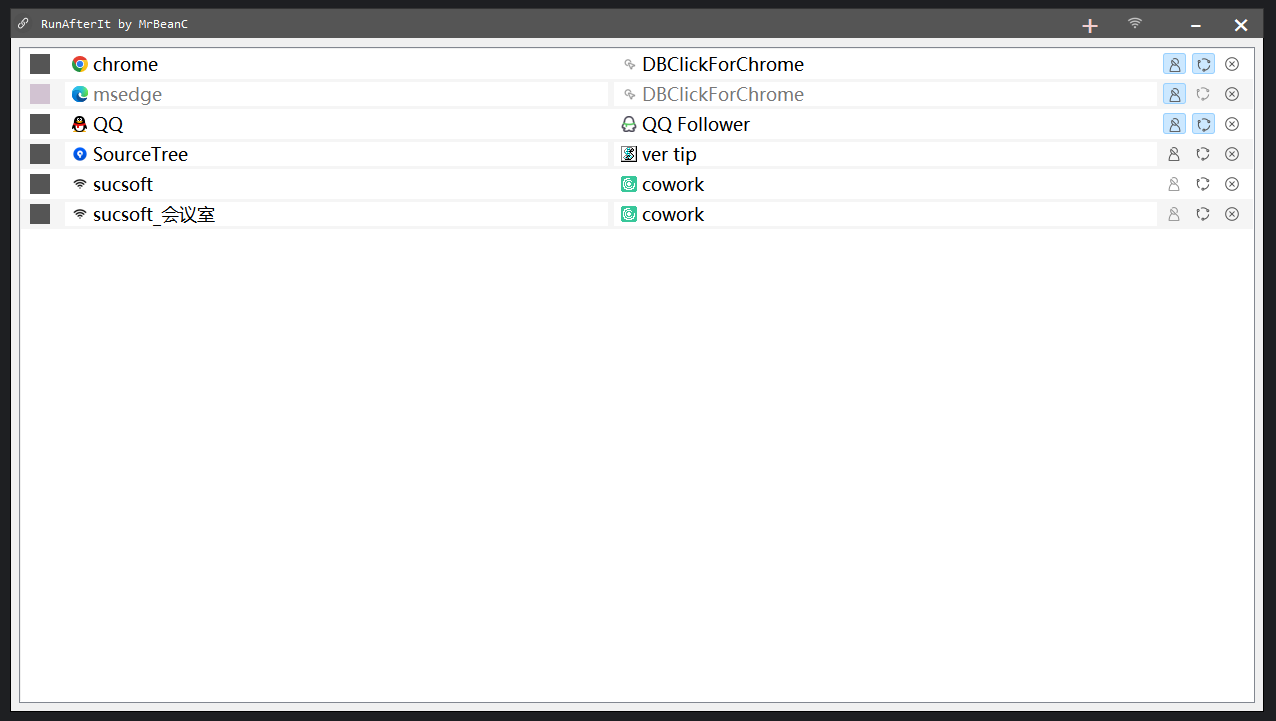 RunAfterIt by MrBeanC
chrome DBClickForChrome
msedge DBClickForChrome
QQ QQ Follower
SourceTree ver tip
sucsoft cowork
sucsoft_会议室 cowork